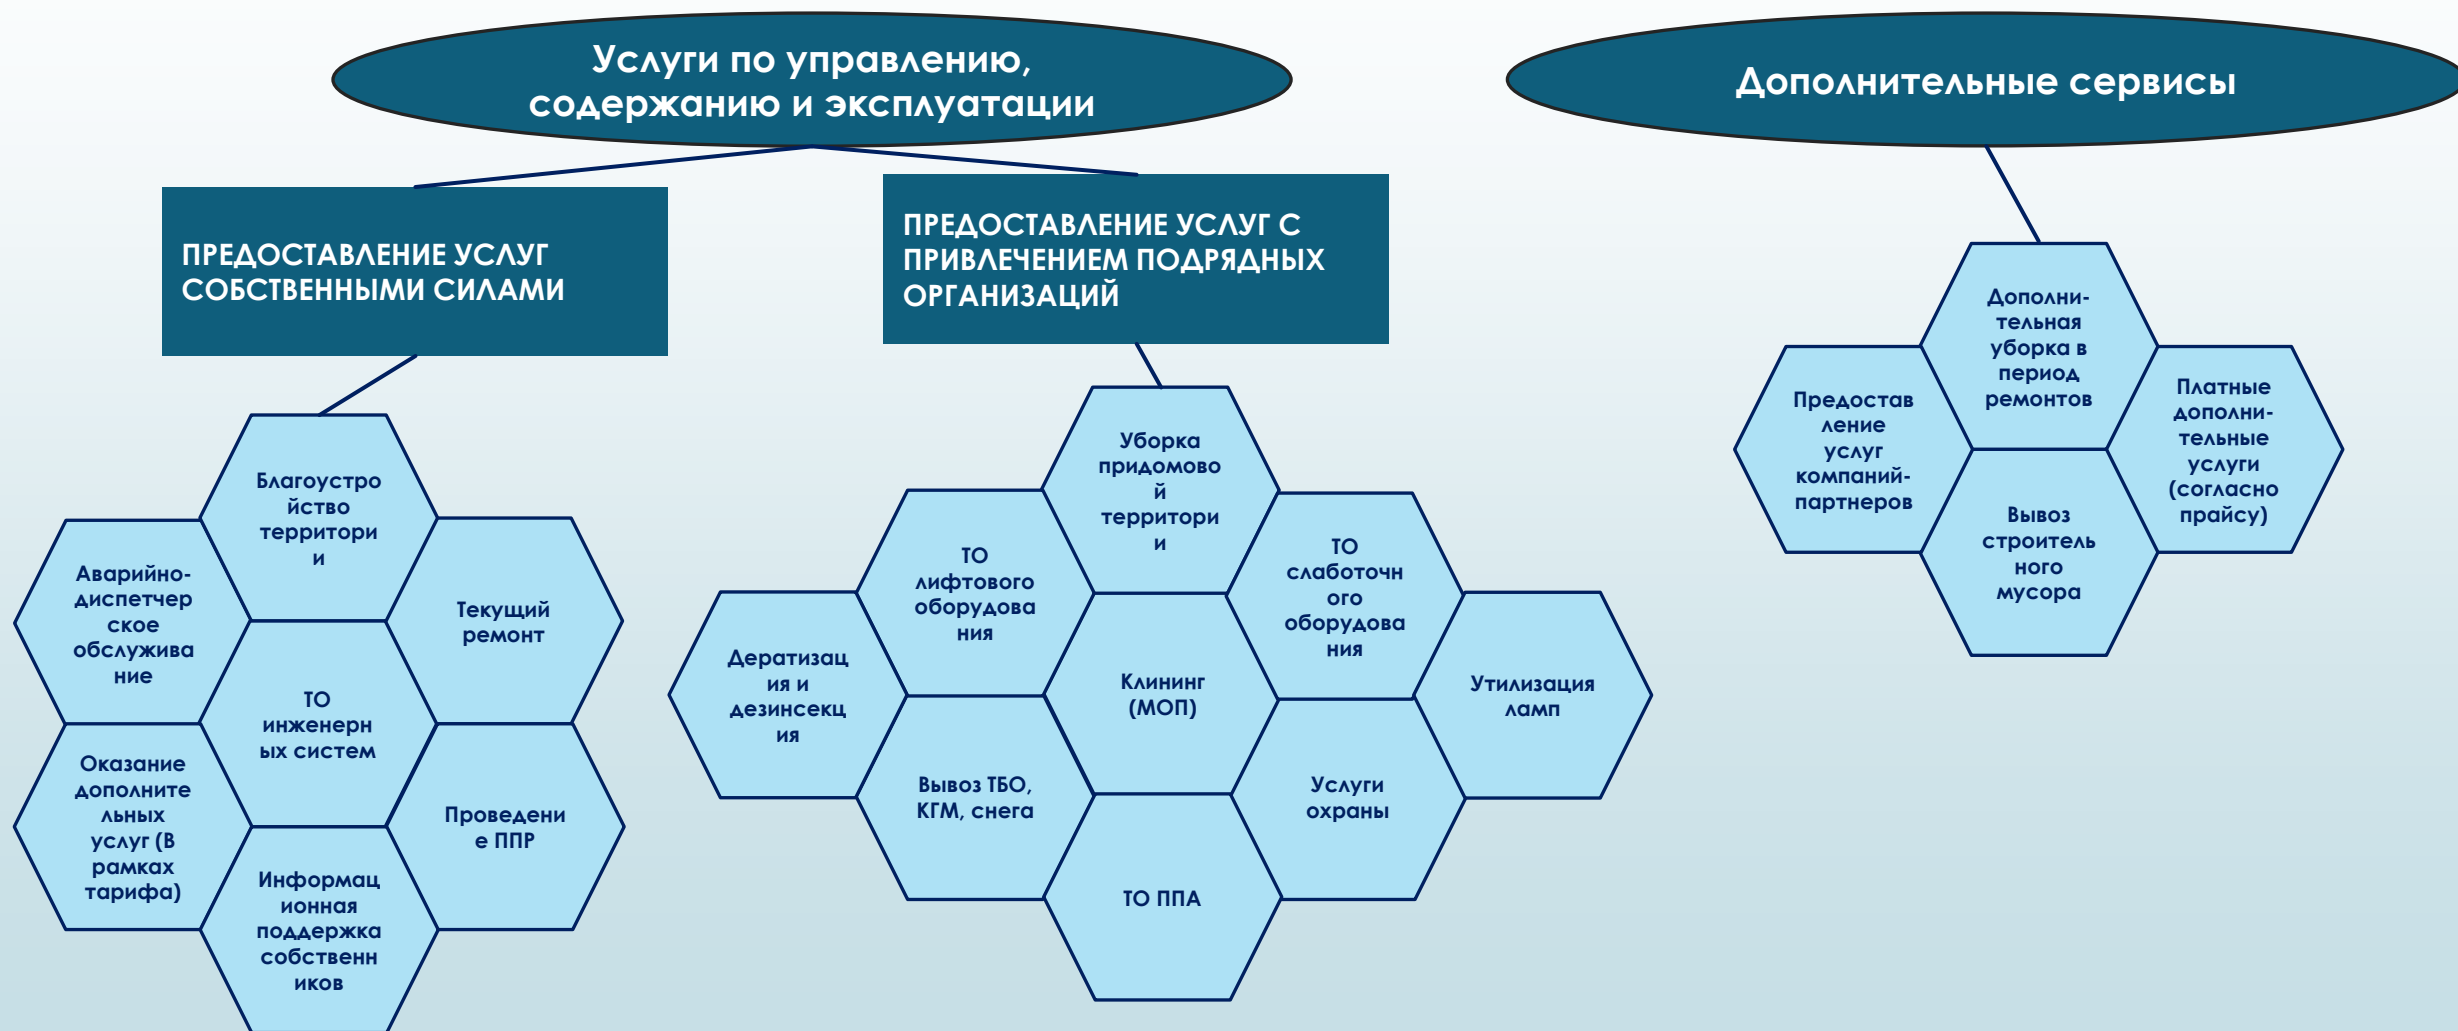 Услуги по управлению,
содержанию и эксплуатации
Дополнительные сервисы
ПРЕДОСТАВЛЕНИЕ УСЛУГ
СОБСТВЕННЫМИ СИЛАМИ
ПРЕДОСТАВЛЕНИЕ УСЛУГ С
ПРИВЛЕЧЕНИЕМ ПОДРЯДНЫХ
ОРГАНИЗАЦИЙ
Благоустро
йство
территори
и
Аварийно-
диспетчер
ское
обслужива
ние
Текущий
ремонт
ТО
инженерн
ых систем
Оказание
дополните
льных
услуг (В
рамках
тарифа)
Проведени
е ППР
Информац
ионная
поддержка
собственн
иков
Уборка
придомово
й
территори
и
ТО
лифтового
оборудова
ния
ТО
слаботочн
ого
оборудова
ния
Дератизац
ия и
дезинсекц
ия
Клининг
(МОП)
Утилизация
ламп
Вывоз ТБО,
КГМ, снега
Услуги
охраны
ТО ППА
Дополни-
тельная
уборка в
период
ремонтов
Предостав
ление
услуг
компаний-
партнеров
Платные
дополни-
тельные
услуги
(согласно
прайсу)
Вывоз
строитель
ного
мусора